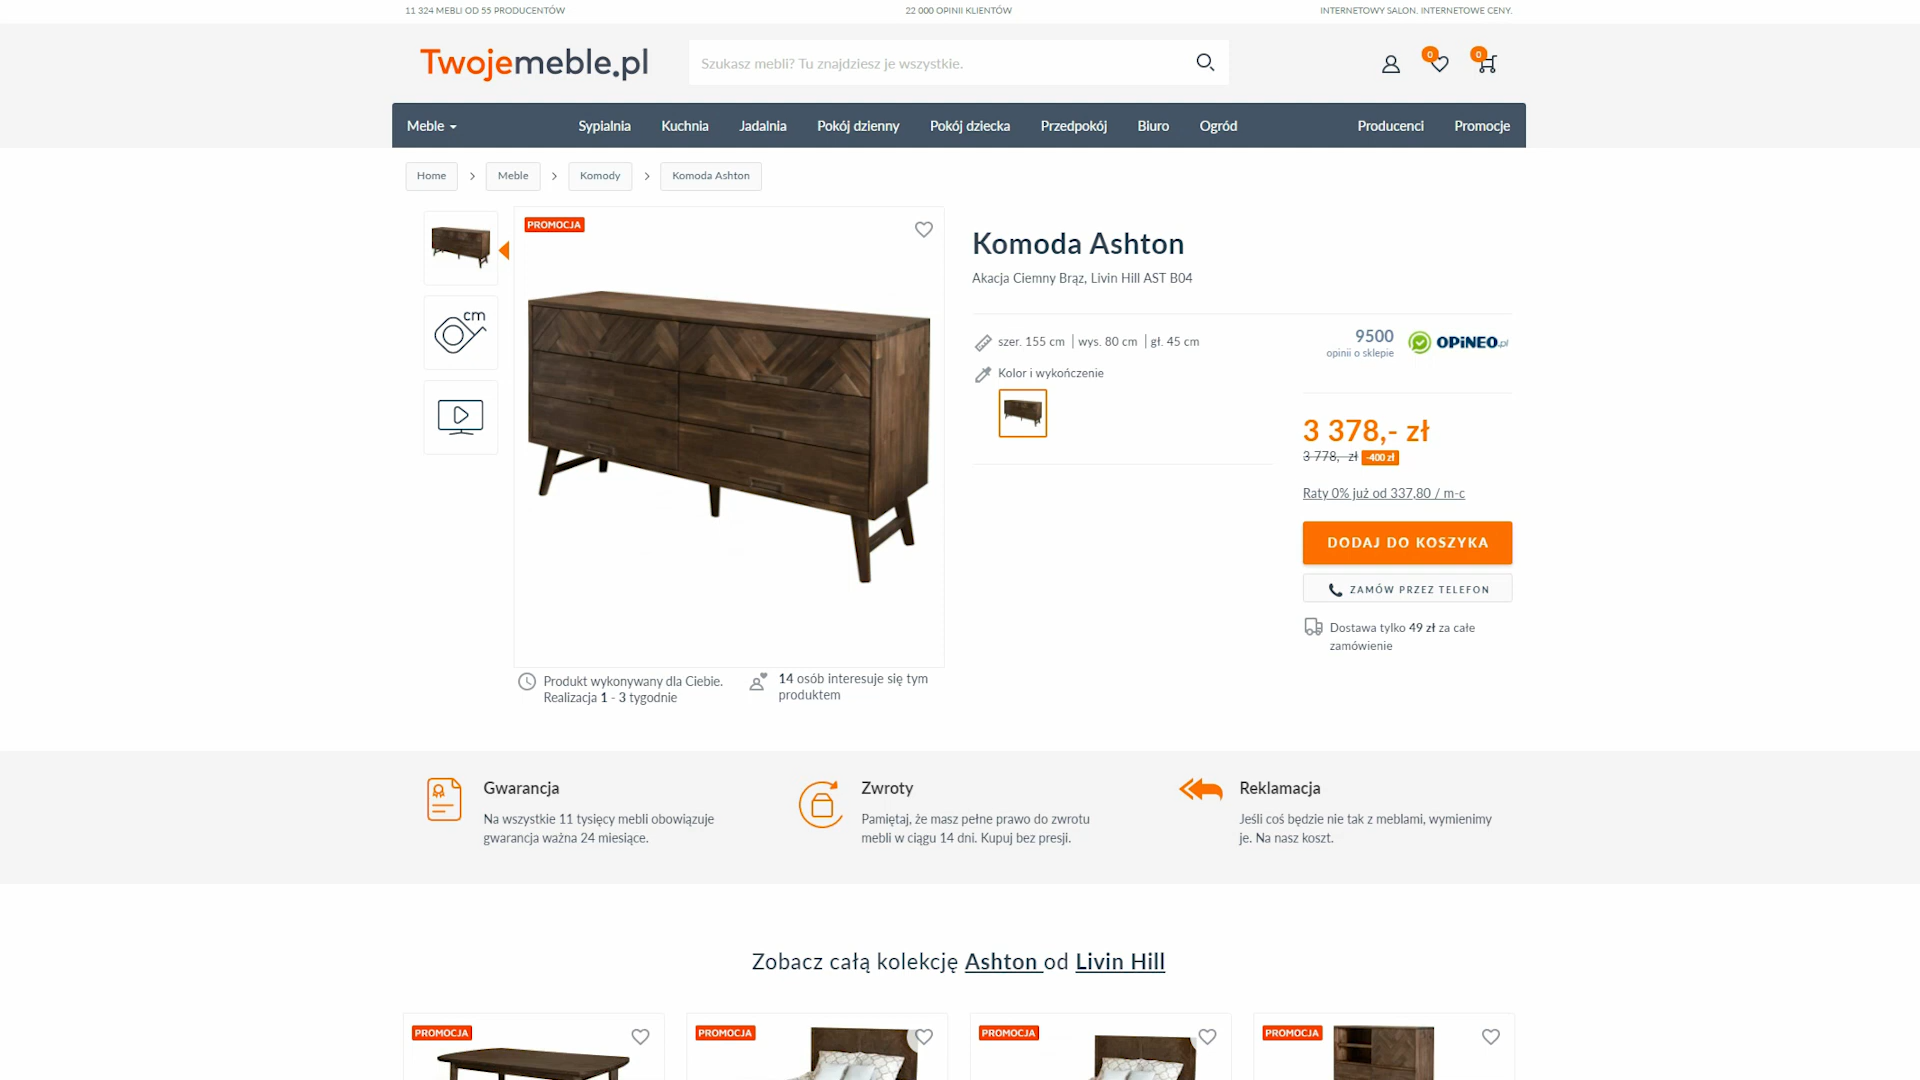 11 324 MEBLI OD 55 PRODUCENTÓW
22 000 OPINII KLIENTÓW
INTERNETOWY SALON. INTERNETOWE CENY.
Twojemeble.pl
Szukasz mebli? Tu znajdziesz je wszystkie.
0
0
Meble
Sypialnia
Kuchnia
Jadalnia
Pokój dzienny
Pokój dziecka
Przedpokój
Biuro
Ogród
Producenci
Promocje
Home
Meble
Komody
Komoda Ashton
cm
PROMOCJA
Komoda Ashton
Akacja Ciemny Brąz, Livin Hill AST B04
szer. 155 cm | wys. 80 cm | gł. 45 cm
Kolor i wykończenie
9500
opinii o sklepie
OPiNEO.pl
3 378,- zł
3 778,- zł -400 zł
Raty 0% już od 337,80 / m-c
DODAJ DO KOSZYKA
ZAMÓW PRZEZ TELEFON
Dostawa tylko 49 zł za całe
zamówienie
Produkt wykonywany dla Ciebie.
Realizacja 1 - 3 tygodnie
14 osób interesuje się tym
produktem
Gwarancja
Na wszystkie 11 tysięcy mebli obowiązuje
gwarancja ważna 24 miesiące.
Zwroty
Pamiętaj, że masz pełne prawo do zwrotu
mebli w ciągu 14 dni. Kupuj bez presji.
Reklamacja
Jeśli coś będzie nie tak z meblami, wymienimy
je. Na nasz koszt.
Zobacz całą kolekcję Ashton od Livin Hill
PROMOCJA
PROMOCJA
PROMOCJA
PROMOCJA